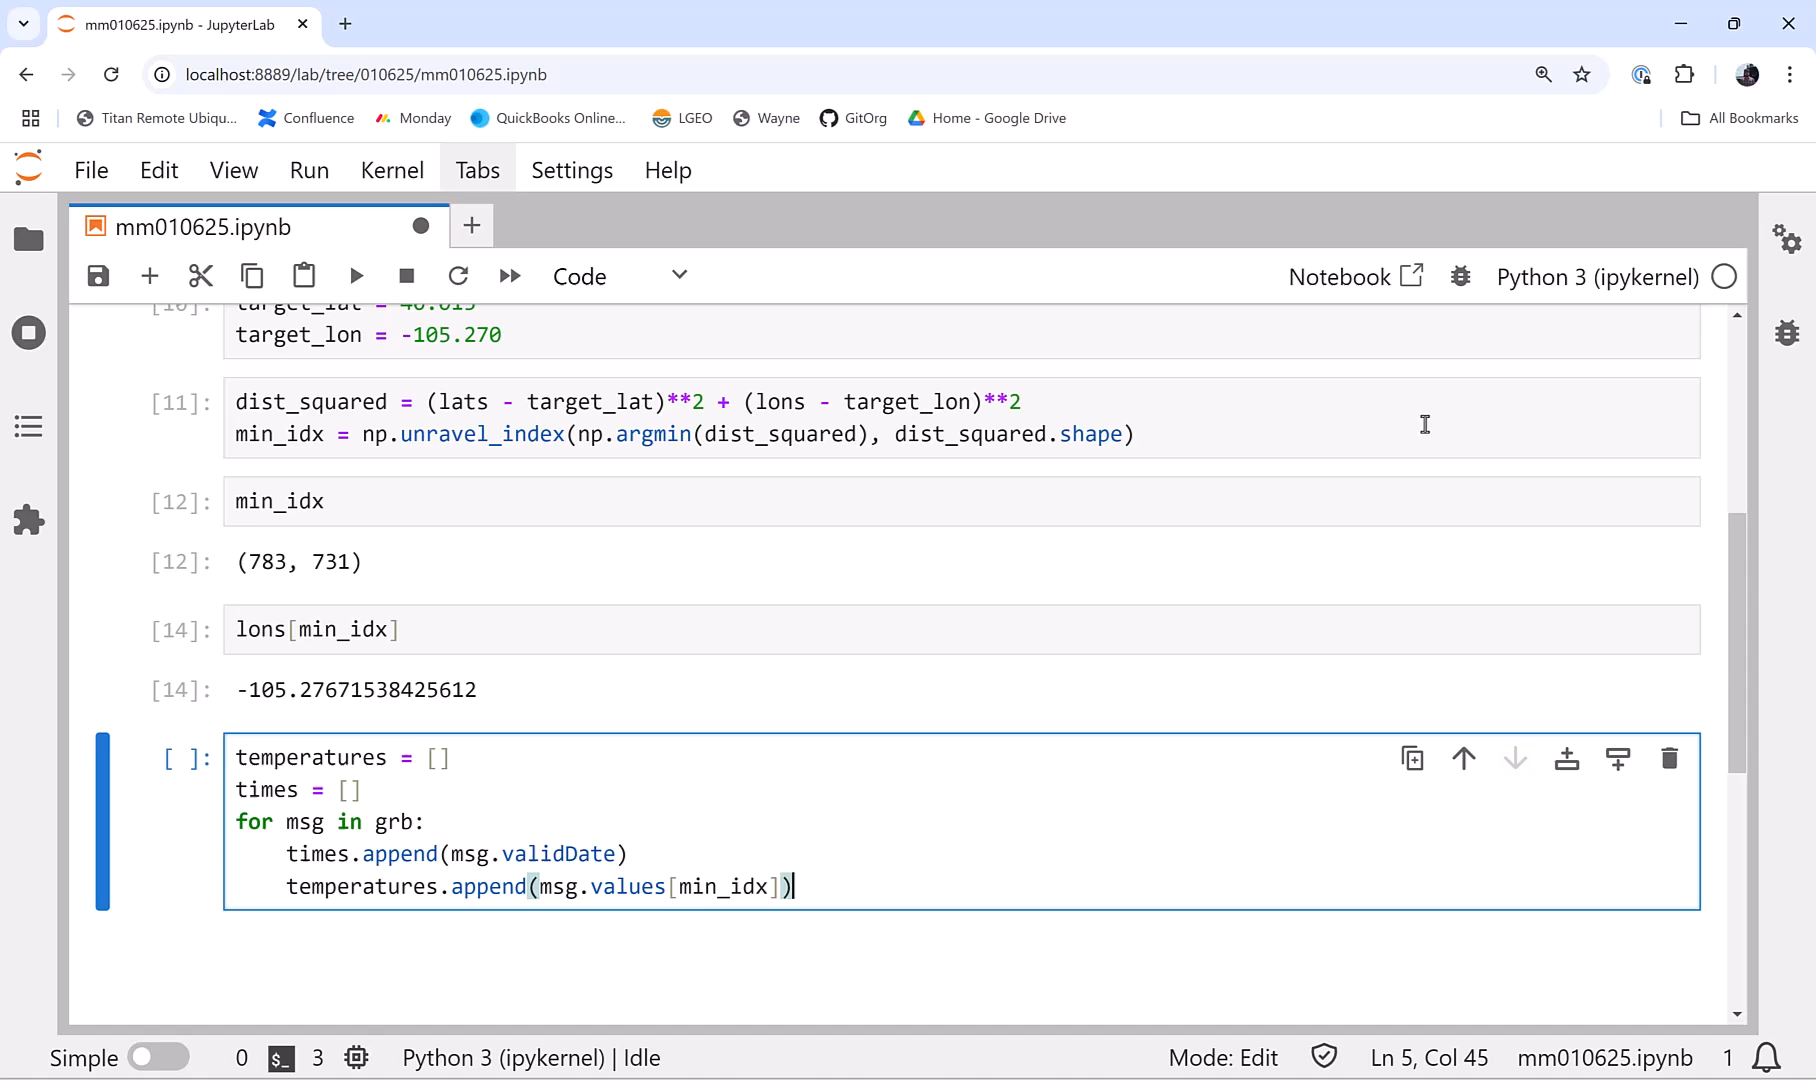 mm010625.ipynb - JupyterLab
localhost:8889/lab/tree/010625/mm010625.ipynb
Titan Remote Ubiqu... Confluence Monday QuickBooks Online... LGEO Wayne GitOrg Home - Google Drive All Bookmarks
File Edit View Run Kernel Tabs Settings Help
mm010625.ipynb
Code Notebook Python 3 (ipykernel)
target_lon = -105.270
[11]: dist_squared = (lats - target_lat)**2 + (lons - target_lon)**2
min_idx = np.unravel_index(np.argmin(dist_squared), dist_squared.shape)
[12]: min_idx
[12]: (783, 731)
[14]: lons[min_idx]
[14]: -105.27671538425612
[ ]: temperatures = []
times = []
for msg in grb:
times.append(msg.validDate)
temperatures.append(msg.values[min_idx])
Simple 0 $_ 3 Python 3 (ipykernel) | Idle Mode: Edit Ln 5, Col 45 mm010625.ipynb 1